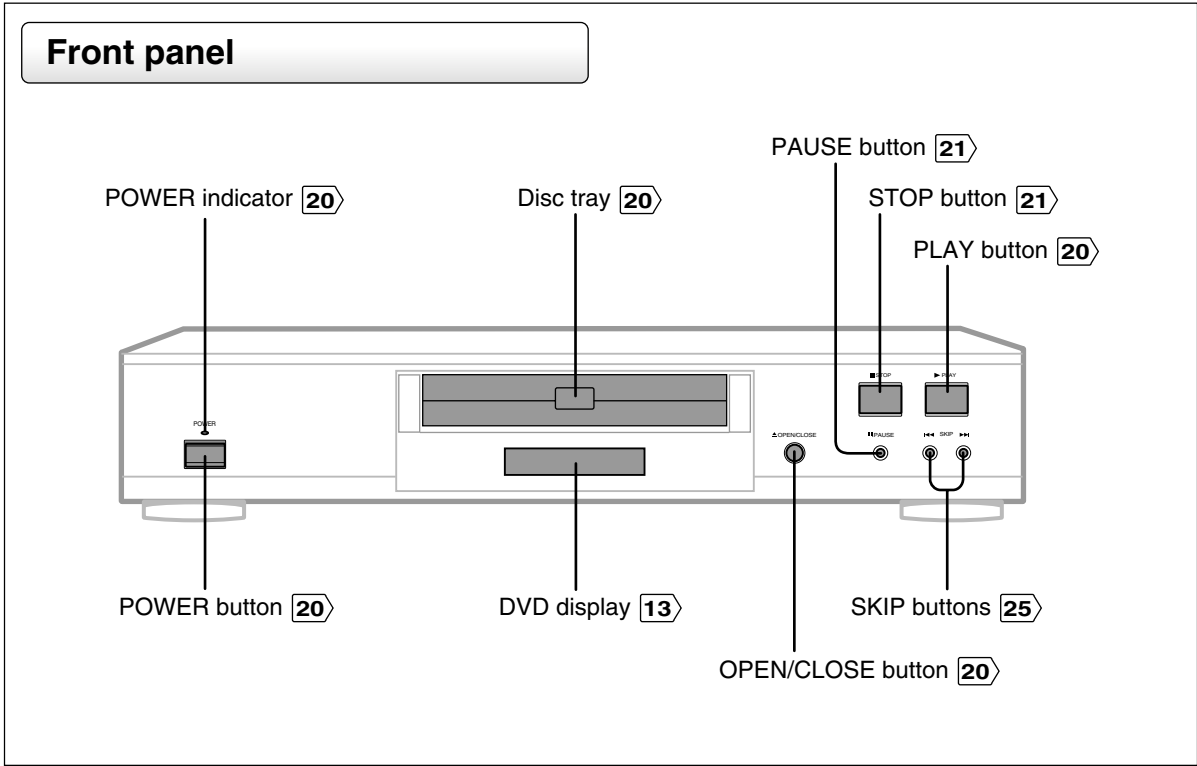 Front panel
PAUSE button 21
POWER indicator 20
Disc tray 20
STOP button 21
PLAY button 20
■STOP
▶PLAY
POWER
▲OPEN/CLOSE
❚❚PAUSE
⏮ SKIP ⏭
POWER button 20
DVD display 13
SKIP buttons 25
OPEN/CLOSE button 20